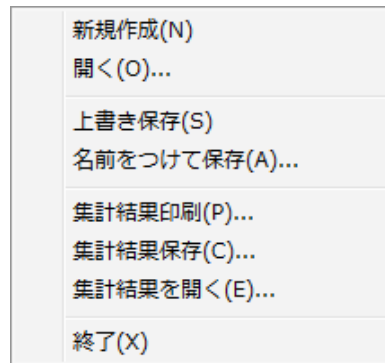 新規作成(N)
開く(O)...
上書き保存(S)
名前をつけて保存(A)...
集計結果印刷(P)...
集計結果保存(C)...
集計結果を開く(E)...
終了(X)